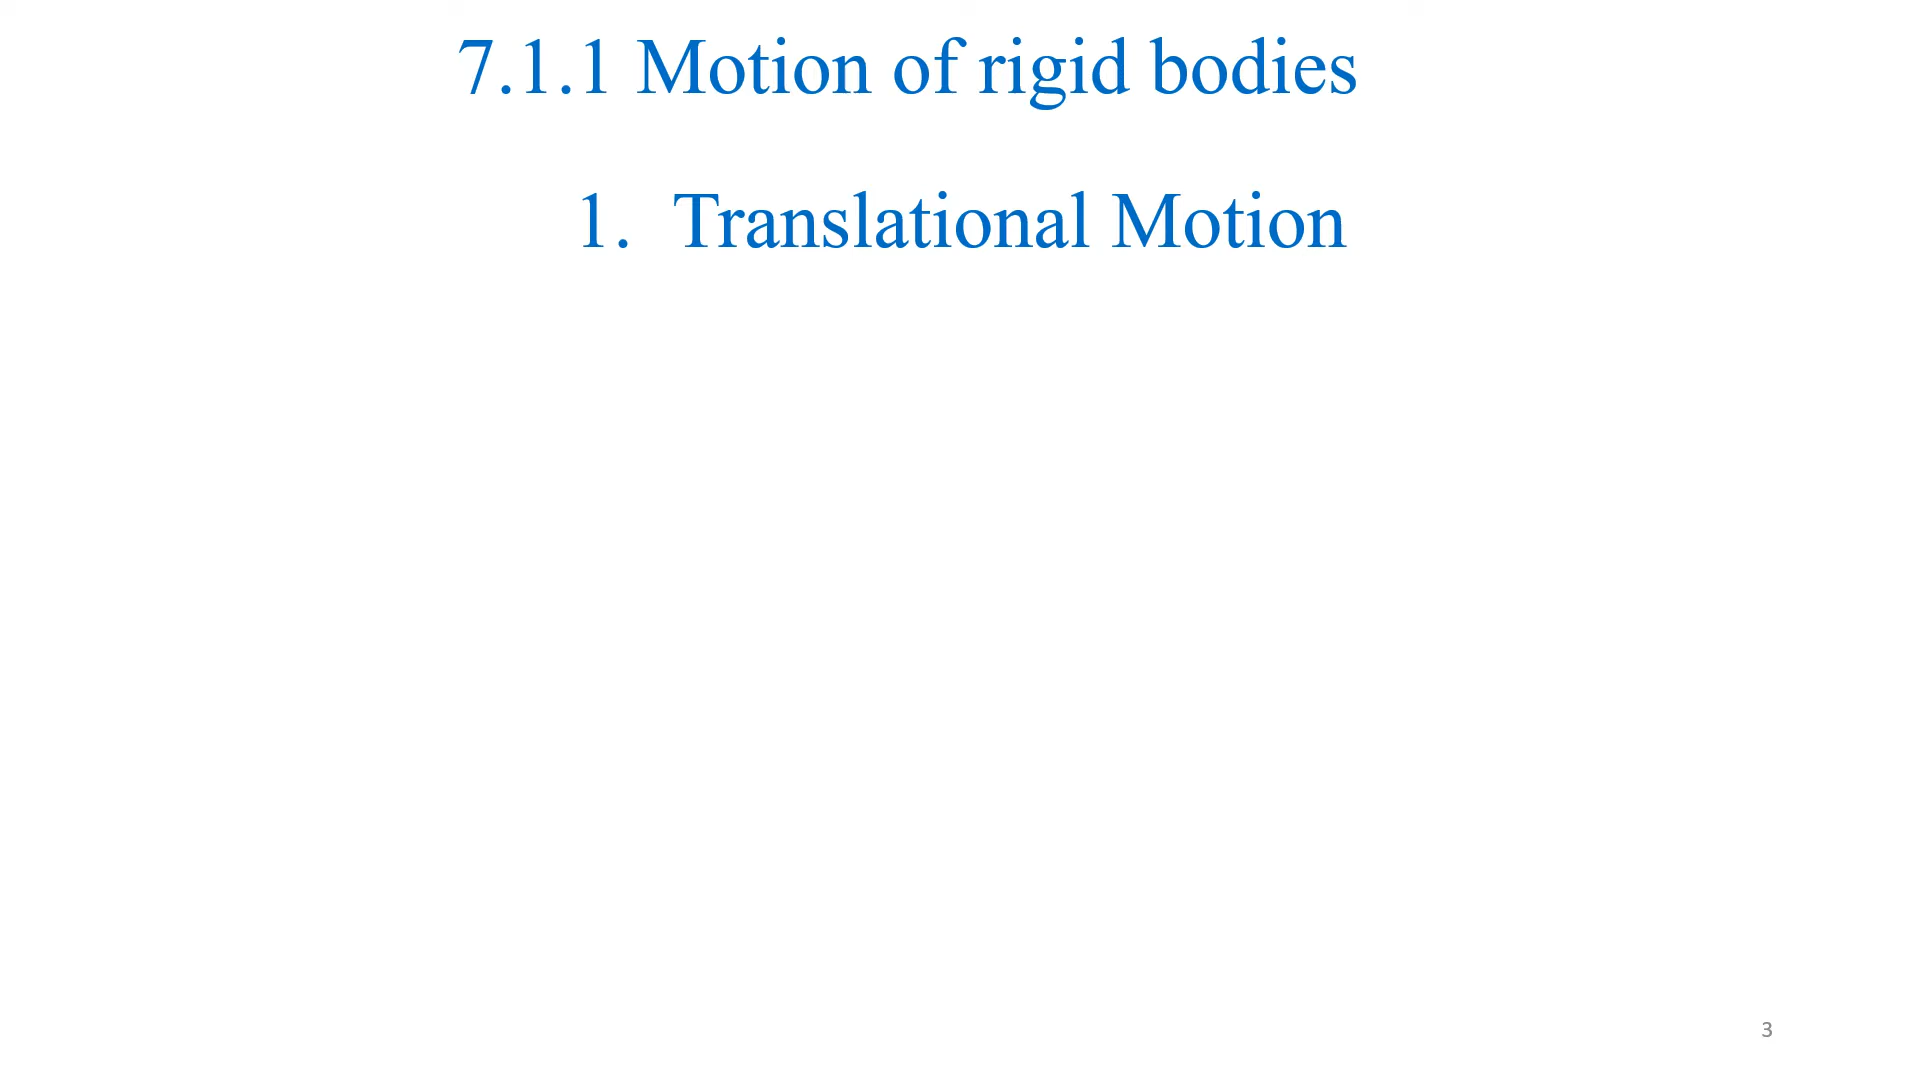 7.1.1 Motion of rigid bodies
1. Translational Motion
3